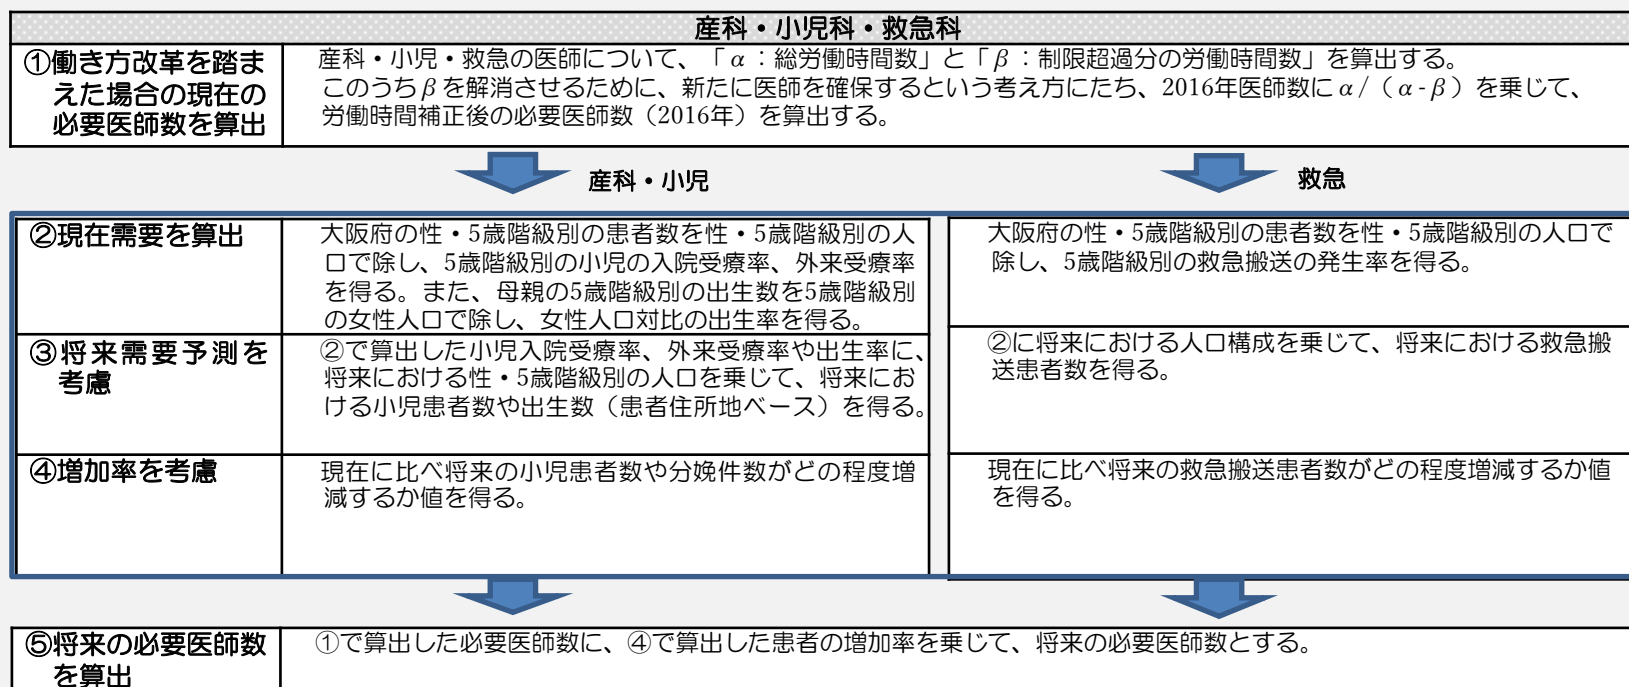 産科・小児科・救急科
①働き方改革を踏ま
えた場合の現在の
必要医師数を算出
産科・小児・救急の医師について、「α：総労働時間数」と「β：制限超過分の労働時間数」を算出する。
このうちβを解消させるために、新たに医師を確保するという考え方にたち、2016年医師数にα/（α-β）を乗じて、
労働時間補正後の必要医師数（2016年）を算出する。
産科・小児
救急
②現在需要を算出
大阪府の性・5歳階級別の患者数を性・5歳階級別の人
口で除し、5歳階級別の小児の入院受療率、外来受療率
を得る。また、母親の5歳階級別の出生数を5歳階級別
の女性人口で除し、女性人口対比の出生率を得る。
大阪府の性・5歳階級別の患者数を性・5歳階級別の人口で
除し、5歳階級別の救急搬送の発生率を得る。
③将来需要予測を
考慮
②で算出した小児入院受療率、外来受療率や出生率に、
将来における性・5歳階級別の人口を乗じて、将来にお
ける小児患者数や出生数（患者住所地ベース）を得る。
②に将来における人口構成を乗じて、将来における救急搬
送患者数を得る。
④増加率を考慮
現在に比べ将来の小児患者数や分娩件数がどの程度増
減するか値を得る。
現在に比べ将来の救急搬送患者数がどの程度増減するか値
を得る。
⑤将来の必要医師数
を算出
①で算出した必要医師数に、④で算出した患者の増加率を乗じて、将来の必要医師数とする。